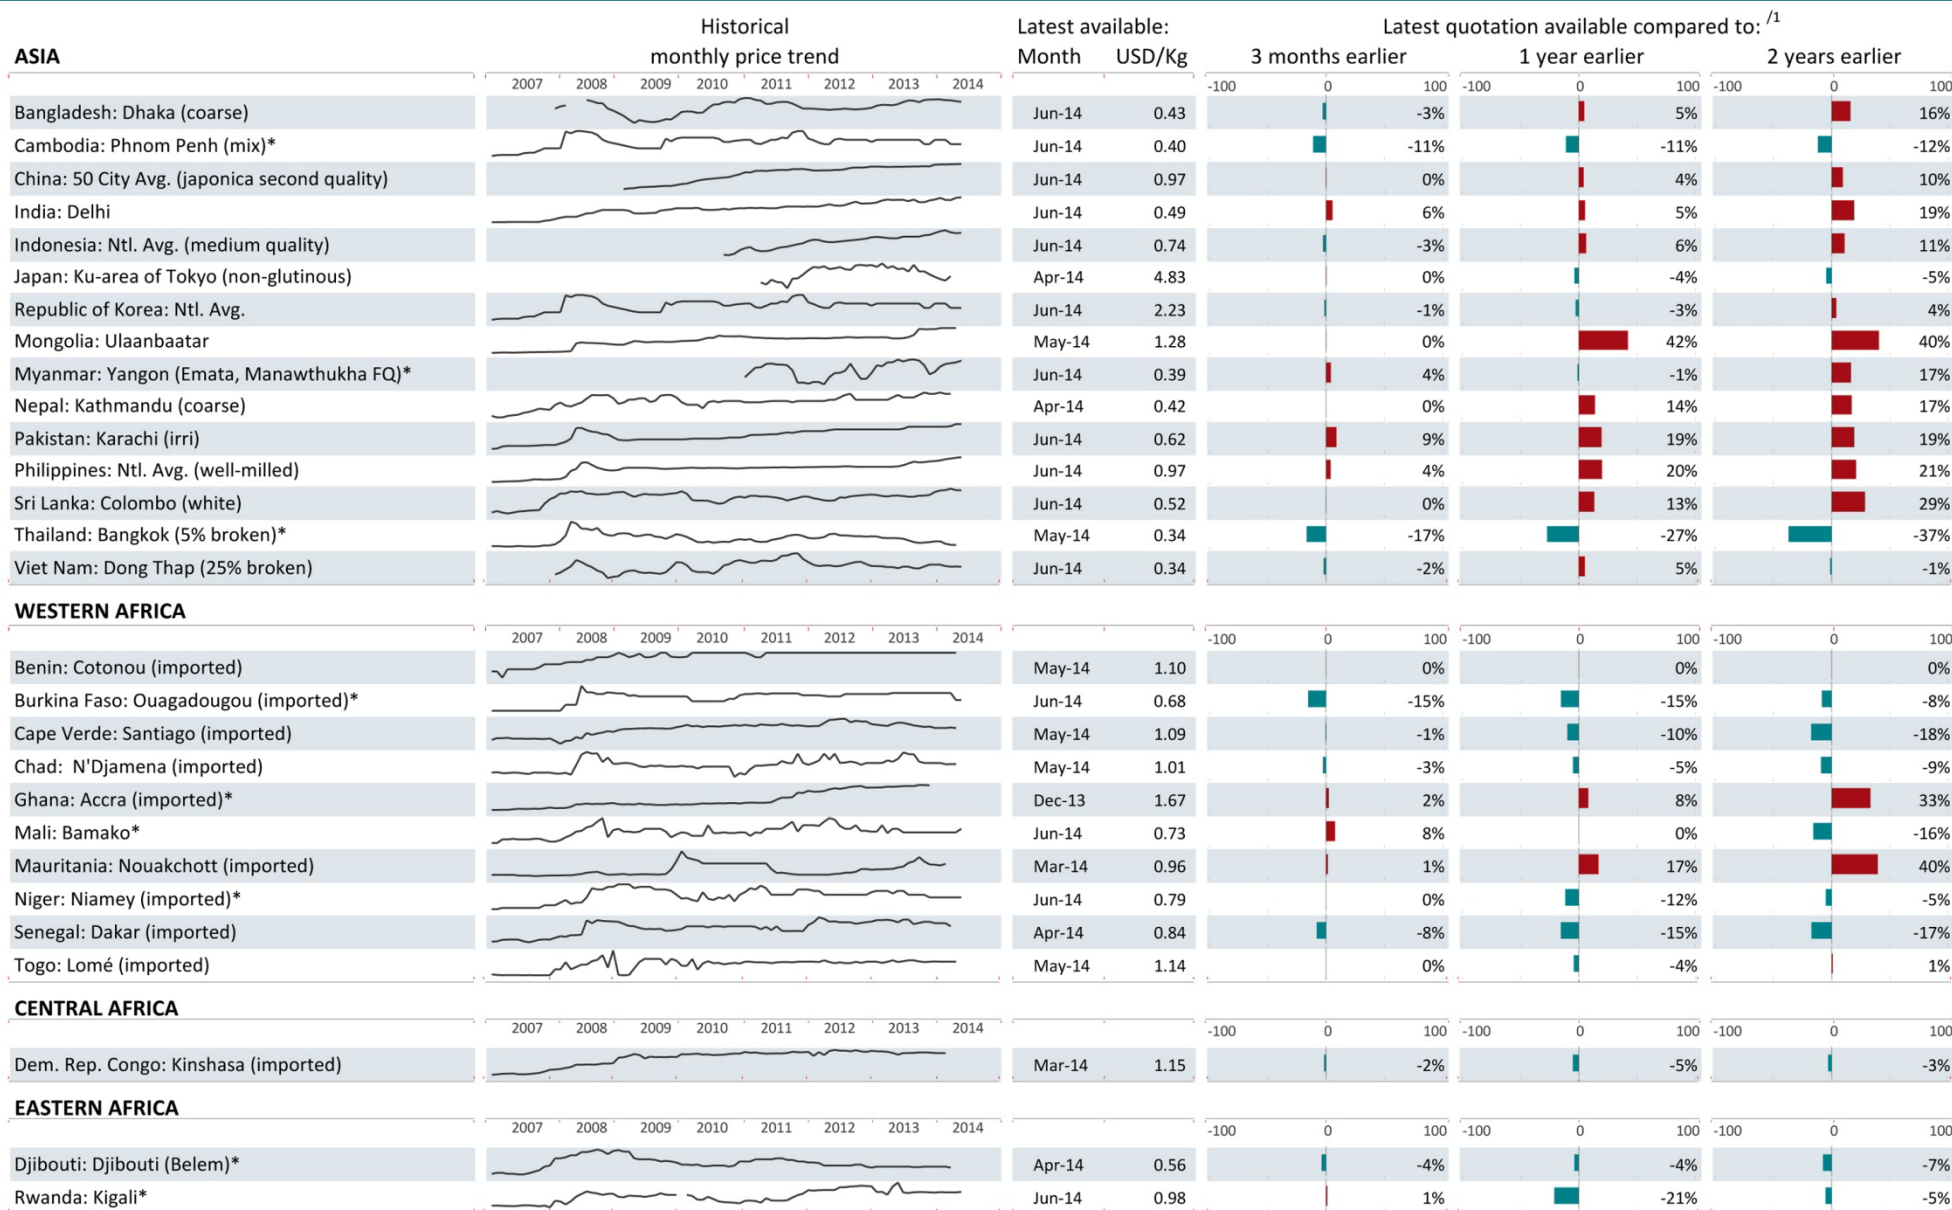 Historical Latest available: Latest quotation available compared to: /1
ASIA monthly price trend Month USD/Kg 3 months earlier 1 year earlier 2 years earlier
2007 2008 2009 2010 2011 2012 2013 2014 -100 0 100 -100 0 100 -100 0 100
Bangladesh: Dhaka (coarse) Jun-14 0.43 -3% 5% 16%
Cambodia: Phnom Penh (mix)* Jun-14 0.40 -11% -11% -12%
China: 50 City Avg. (japonica second quality) Jun-14 0.97 0% 4% 10%
India: Delhi Jun-14 0.49 6% 5% 19%
Indonesia: Ntl. Avg. (medium quality) Jun-14 0.74 -3% 6% 11%
Japan: Ku-area of Tokyo (non-glutinous) Apr-14 4.83 0% -4% -5%
Republic of Korea: Ntl. Avg. Jun-14 2.23 -1% -3% 4%
Mongolia: Ulaanbaatar May-14 1.28 0% 42% 40%
Myanmar: Yangon (Emata, Manawthukha FQ)* Jun-14 0.39 4% -1% 17%
Nepal: Kathmandu (coarse) Apr-14 0.42 0% 14% 17%
Pakistan: Karachi (irri) Jun-14 0.62 9% 19% 19%
Philippines: Ntl. Avg. (well-milled) Jun-14 0.97 4% 20% 21%
Sri Lanka: Colombo (white) Jun-14 0.52 0% 13% 29%
Thailand: Bangkok (5% broken)* May-14 0.34 -17% -27% -37%
Viet Nam: Dong Thap (25% broken) Jun-14 0.34 -2% 5% -1%
WESTERN AFRICA
2007 2008 2009 2010 2011 2012 2013 2014 -100 0 100 -100 0 100 -100 0 100
Benin: Cotonou (imported) May-14 1.10 0% 0% 0%
Burkina Faso: Ouagadougou (imported)* Jun-14 0.68 -15% -15% -8%
Cape Verde: Santiago (imported) May-14 1.09 -1% -10% -18%
Chad: N'Djamena (imported) May-14 1.01 -3% -5% -9%
Ghana: Accra (imported)* Dec-13 1.67 2% 8% 33%
Mali: Bamako* Jun-14 0.73 8% 0% -16%
Mauritania: Nouakchott (imported) Mar-14 0.96 1% 17% 40%
Niger: Niamey (imported)* Jun-14 0.79 0% -12% -5%
Senegal: Dakar (imported) Apr-14 0.84 -8% -15% -17%
Togo: Lomé (imported) May-14 1.14 0% -4% 1%
CENTRAL AFRICA
2007 2008 2009 2010 2011 2012 2013 2014 -100 0 100 -100 0 100 -100 0 100
Dem. Rep. Congo: Kinshasa (imported) Mar-14 1.15 -2% -5% -3%
EASTERN AFRICA
2007 2008 2009 2010 2011 2012 2013 2014 -100 0 100 -100 0 100 -100 0 100
Djibouti: Djibouti (Belem)* Apr-14 0.56 -4% -4% -7%
Rwanda: Kigali* Jun-14 0.98 1% -21% -5%